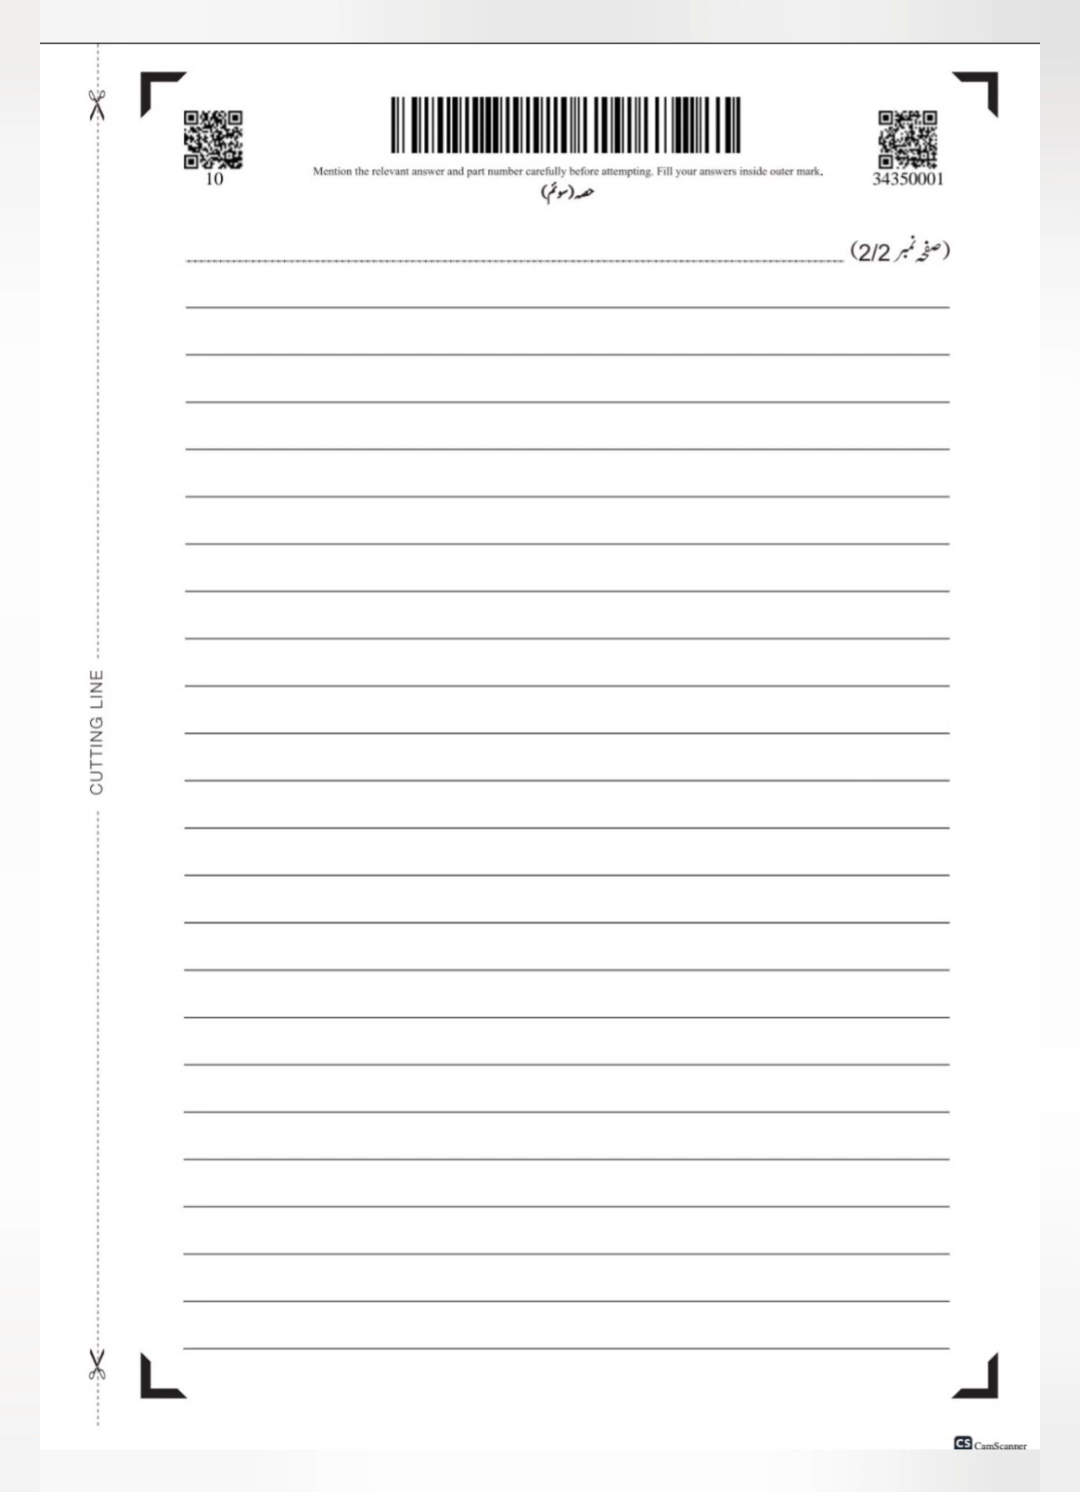 10
34350001
Mention the relevant answer and part number carefully before attempting. Fill your answers inside outer mark.
حصہ (سوئم)
(صفحہ نمبر 2/2)
CUTTING LINE
CS CamScanner